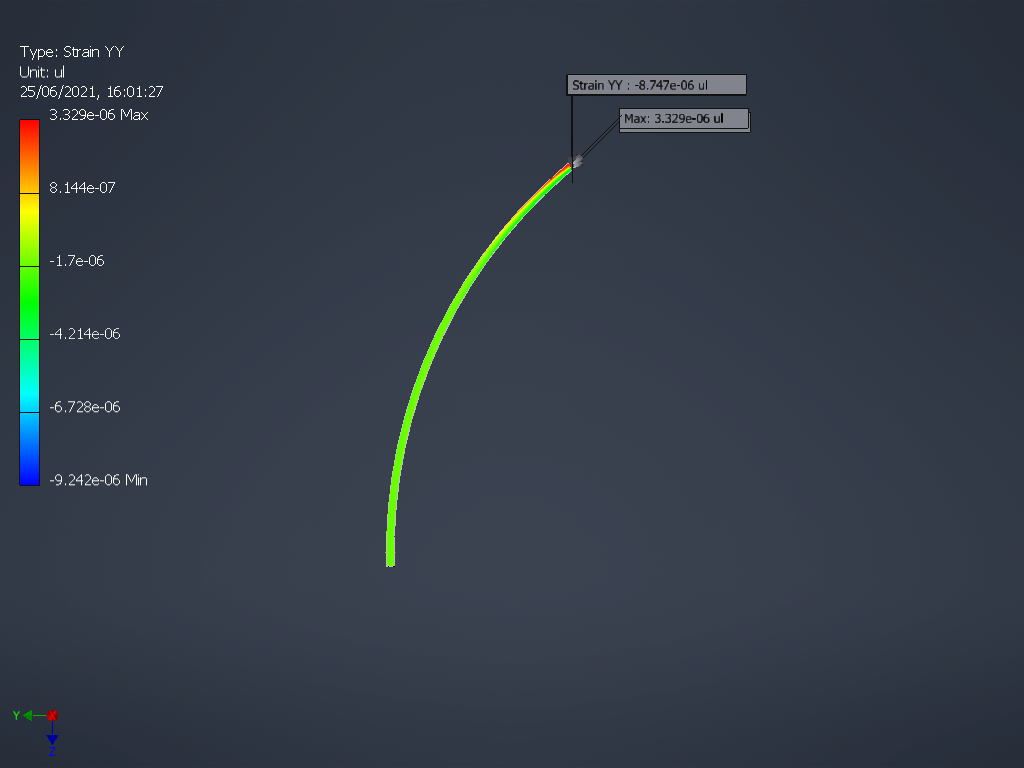 Type: Strain YY
Unit: ul
25/06/2021, 16:01:27
3.329e-06 Max
8.144e-07
-1.7e-06
-4.214e-06
-6.728e-06
-9.242e-06 Min
Strain YY : -8.747e-06 ul
Max: 3.329e-06 ul
Y X
Z